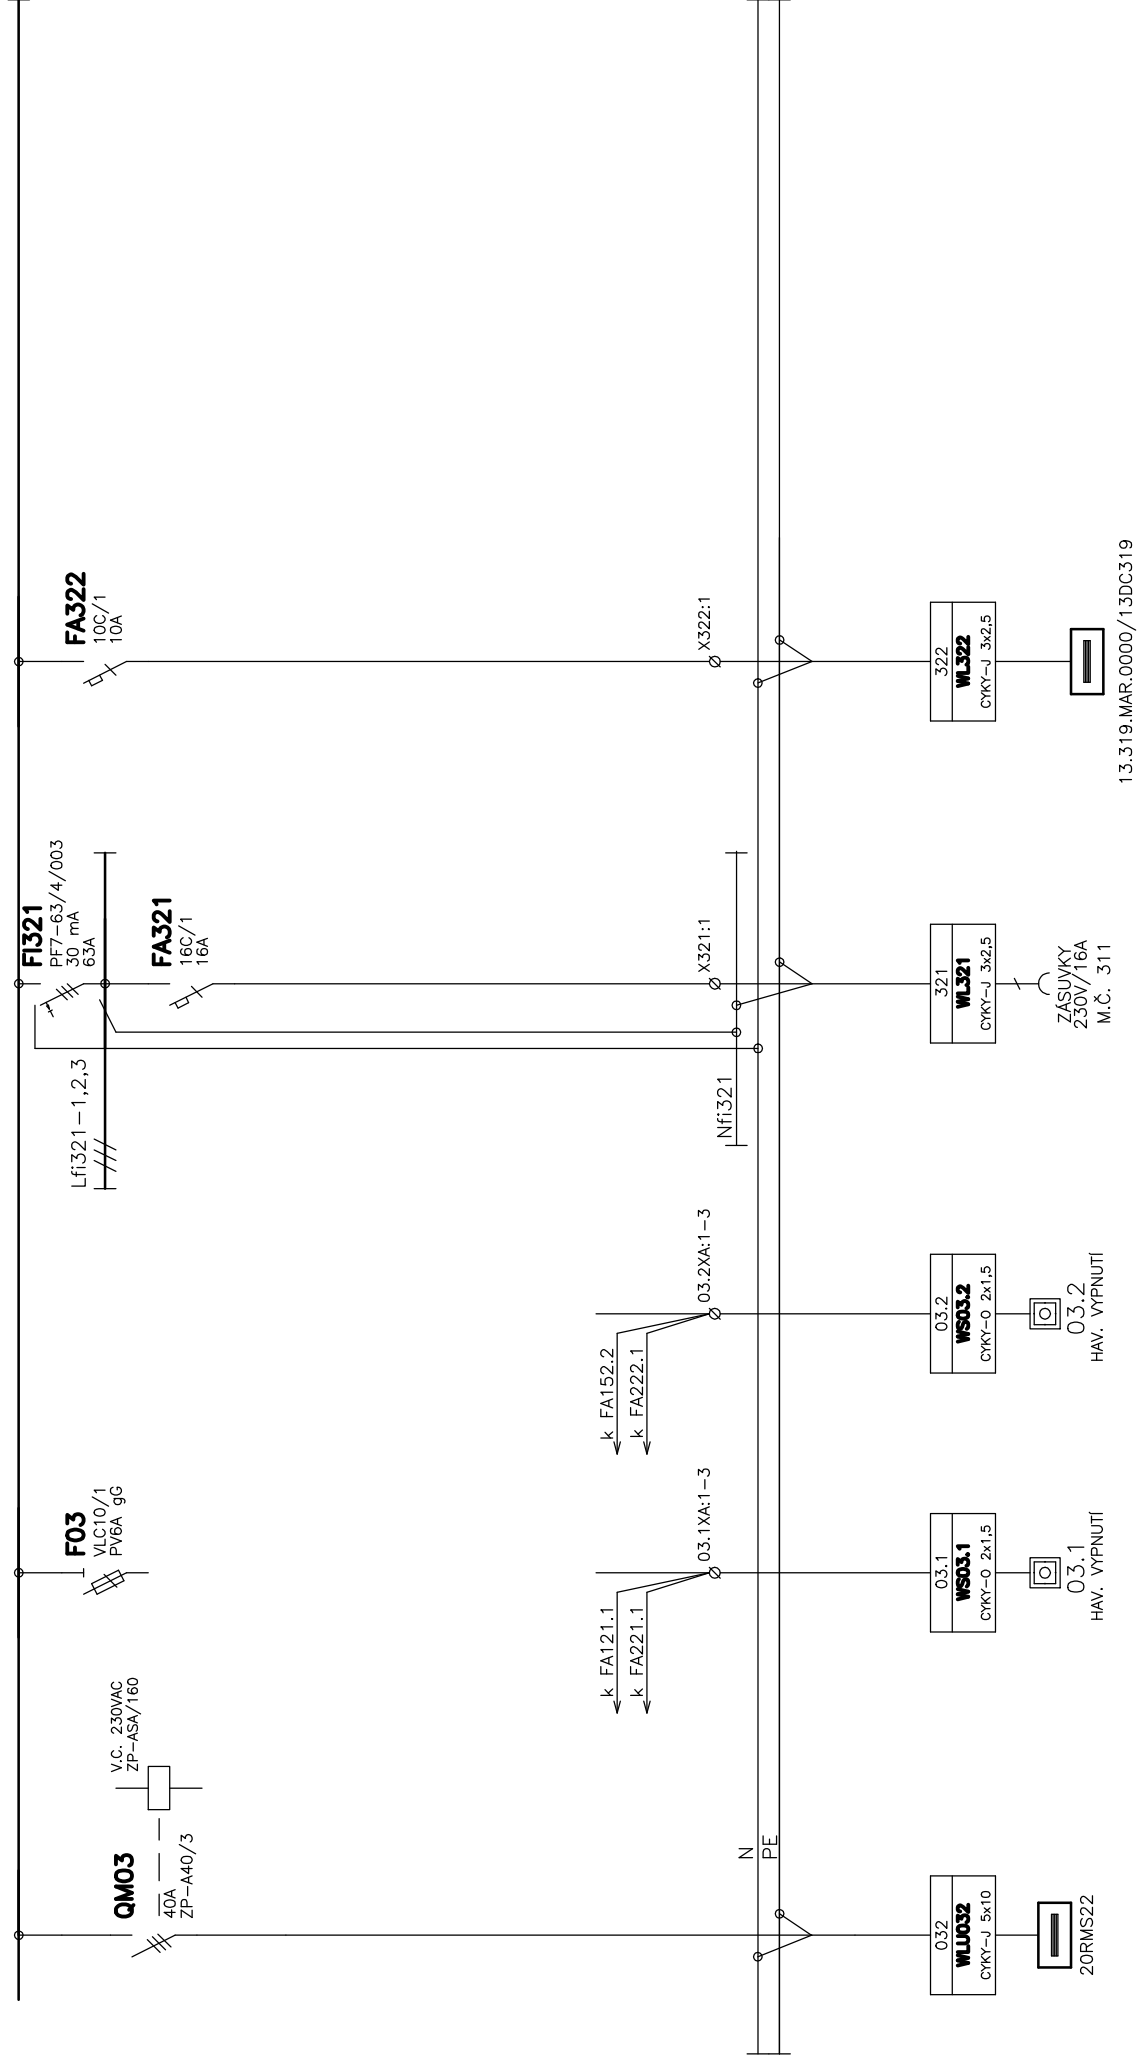 QM03
40A
ZP-A40/3
V.C. 230VAC
ZP-ASA/160
F03
VLC10/1
PV6A gG
FI321
PF7-63/4/003
30 mA
63A
Lfi321-1,2,3
FA321
16C/1
16A
FA322
10C/1
10A
k FA121.1
k FA221.1
03.1XA:1-3
k FA152.2
k FA222.1
03.2XA:1-3
Nfi321
X321:1
X322:1
N
PE
032
WLU032
CYKY-J 5x10
20RMS22
03.1
WS03.1
CYKY-O 2x1,5
03.1
HAV. VYPNUTÍ
03.2
WS03.2
CYKY-O 2x1,5
03.2
HAV. VYPNUTÍ
321
WL321
CYKY-J 3x2,5
ZÁSUVKY
230V/16A
M.Č. 311
322
WL322
CYKY-J 3x2,5
13.319.MAR.0000/13DC319